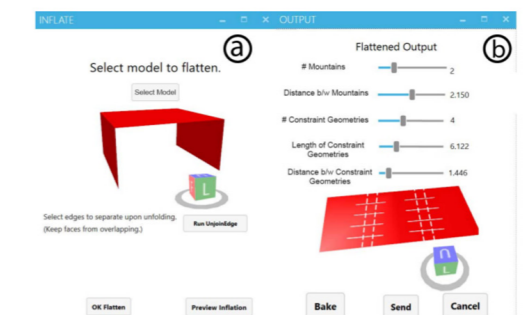 INFLATE
a
Select model to flatten.
Select Model
L
Select edges to separate upon unfolding.
(Keep faces from overlapping.)
Run UnjoinEdge
OK Flatten
Preview Inflation
OUTPUT
b
Flattened Output
# Mountains
2
Distance b/w Mountains
2.150
# Constraint Geometries
4
Length of Constraint
Geometries
6.122
Distance b/w Constraint
Geometries
1.446
Bake
Send
Cancel